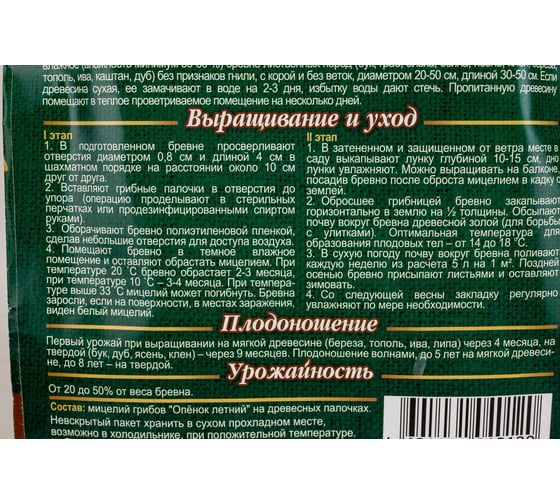 тополь, ива, каштан, дуб) без признаков гнили, с корой и без веток, диаметром 20-50 см, длиной 30-50 см. Если
древесина сухая, ее замачивают в воде на 2-3 дня, избытку воды дают стечь. Пропитанную древесину
помещают в теплое проветриваемое помещение на несколько дней.
Выращивание и уход
I этап
1. В подготовленном бревне просверливают
отверстия диаметром 0,8 см и длиной 4 см в
шахматном порядке на расстоянии около 10 см
друг от друга.
2. Вставляют грибные палочки в отверстия до
упора (операцию проделывают в стерильных
перчатках или продезинфицированными спиртом
руками).
3. Оборачивают бревно полиэтиленовой пленкой,
сделав небольшие отверстия для доступа воздуха.
4. Помещают бревно в темное влажное
помещение и оставляют обрастать мицелием. При
температуре 20 °С бревно обрастает 2-3 месяца,
при температуре 10 °С – 3-4 месяца. При темпера-
туре выше 33 °С мицелий может погибнуть. Бревна
заросли, если на поверхности, в местах заражения,
виден белый мицелий.
II этап
1. В затененном и защищенном от ветра месте в
саду выкапывают лунку глубиной 10-15 см, дно
лунки увлажняют. Можно выращивать на балконе,
посадив бревно после оброста мицелием в кадку с
землей.
2. Обросшее грибницей бревно закапывают
горизонтально в землю на ½ толщины. Обсыпают
почву вокруг бревна древесной золой (для борьбы
с улитками). Оптимальная температура для
образования плодовых тел – от 14 до 18 °С.
3. В сухую погоду почву вокруг бревна поливают
каждую неделю из расчета 5 л на 1 м². Поздней
осенью бревно присыпают листьями и оставляют
зимовать.
4. Со следующей весны закладку регулярно
увлажняют по мере необходимости.
Плодоношение
Первый урожай при выращивании на мягкой древесине (береза, тополь, ива, липа) через 4 месяца, на
твердой (бук, дуб, ясень, клен) – через 9 месяцев. Плодоношение волнами, до 5 лет на мягкой древеси-
не, до 8 лет – на твердой.
Урожайность
От 20 до 50% от веса бревна.
Состав: мицелий грибов "Опёнок летний" на древесных палочках.
Невскрытый пакет хранить в сухом прохладном месте,
возможно в холодильнике, при положительной температуре.